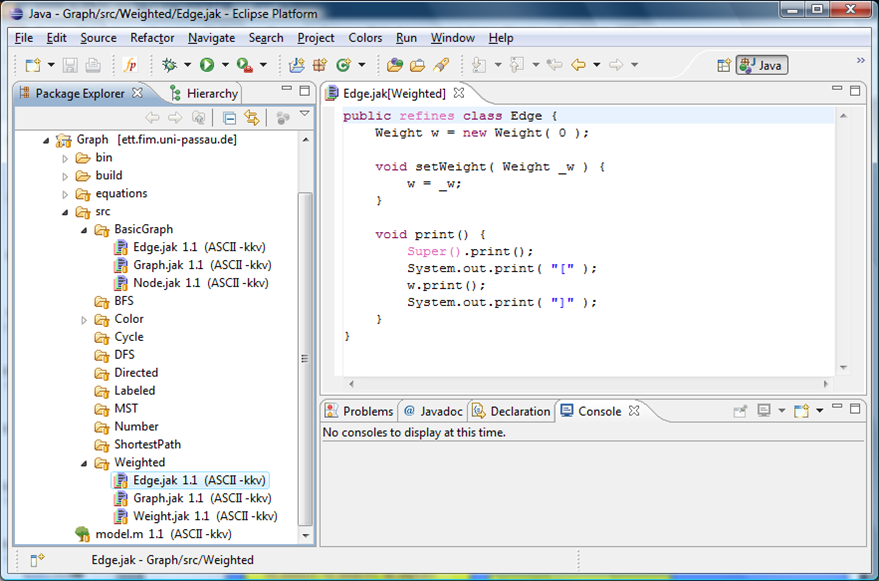 Java - Graph/src/Weighted/Edge.jak - Eclipse Platform
File Edit Source Refactor Navigate Search Project Colors Run Window Help
Java
Package Explorer Hierarchy
Graph [ett.fim.uni-passau.de]
bin
build
equations
src
BasicGraph
Edge.jak 1.1 (ASCII -kkv)
Graph.jak 1.1 (ASCII -kkv)
Node.jak 1.1 (ASCII -kkv)
BFS
Color
Cycle
DFS
Directed
Labeled
MST
Number
ShortestPath
Weighted
Edge.jak 1.1 (ASCII -kkv)
Graph.jak 1.1 (ASCII -kkv)
Weight.jak 1.1 (ASCII -kkv)
model.m 1.1 (ASCII -kkv)
Edge.jak[Weighted]
public refines class Edge {
Weight w = new Weight( 0 );
void setWeight( Weight _w ) {
w = _w;
}
void print() {
Super().print();
System.out.print( "[" );
w.print();
System.out.print( "]" );
}
}
Problems @ Javadoc Declaration Console
No consoles to display at this time.
Edge.jak - Graph/src/Weighted